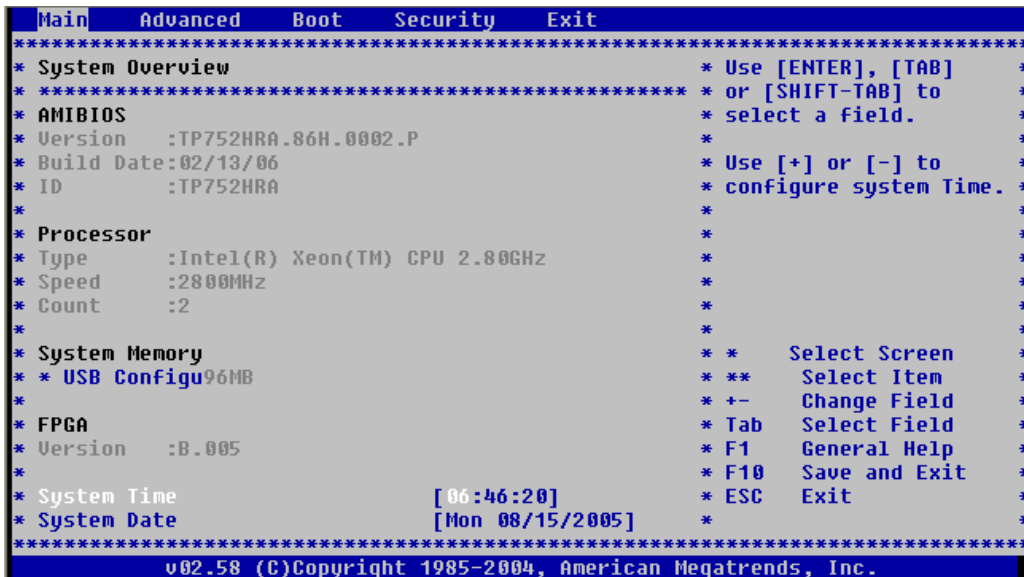 Main Advanced Boot Security Exit
*******************************************************************************
* System Overview * Use [ENTER], [TAB] *
* *************************************************** * or [SHIFT-TAB] to *
* AMIBIOS * select a field. *
* Version :TP752HRA.86H.0002.P * *
* Build Date:02/13/06 * Use [+] or [-] to *
* ID :TP752HRA * configure system Time. *
* * *
* Processor * *
* Type :Intel(R) Xeon(TM) CPU 2.80GHz * *
* Speed :2800MHz * *
* Count :2 * *
* * *
* System Memory * * Select Screen *
* * USB Configu96MB * ** Select Item *
* * +- Change Field *
* FPGA * Tab Select Field *
* Version :B.005 * F1 General Help *
* * F10 Save and Exit *
* System Time [06:46:20] * ESC Exit *
* System Date [Mon 08/15/2005] * *
*******************************************************************************
v02.58 (C)Copyright 1985-2004, American Megatrends, Inc.